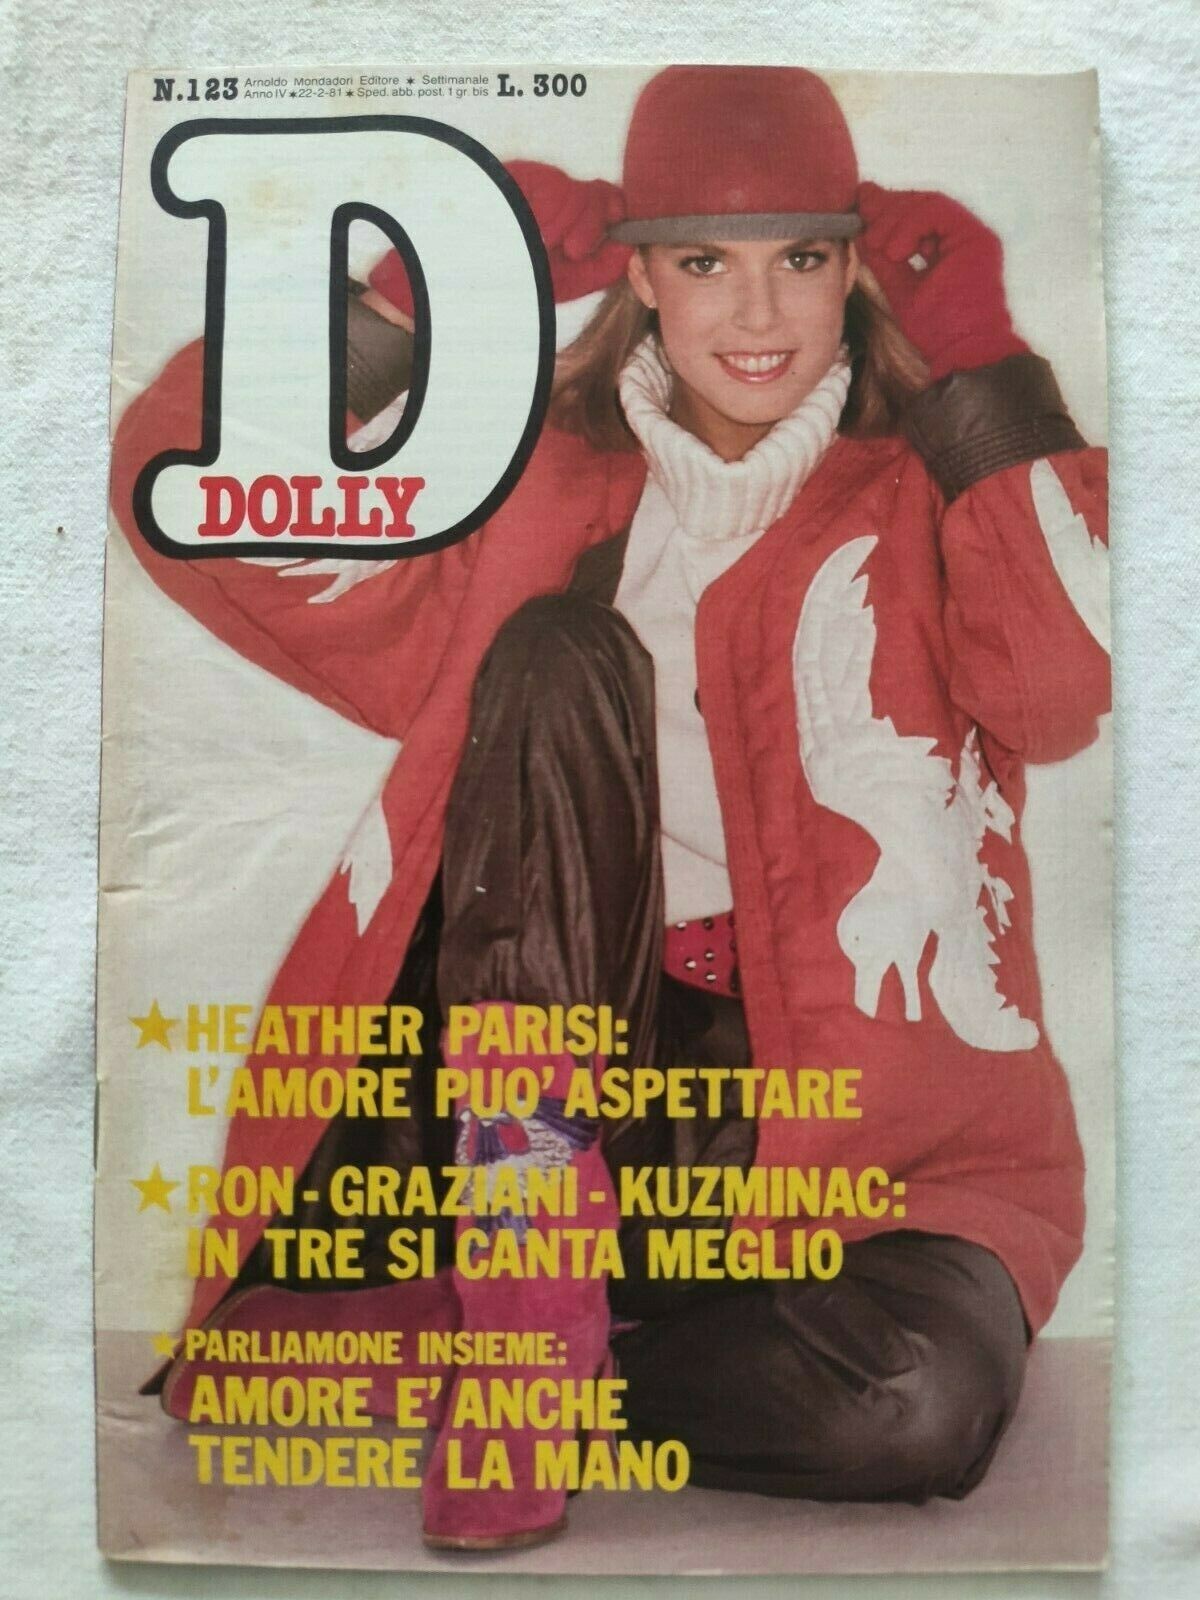 N.123 Arnoldo Mondadori Editore ★ Settimanale L. 300
Anno IV ★ 22-2-81 ★ Sped. abb. post. 1 gr. bis
D
DOLLY
★ HEATHER PARISI:
L'AMORE PUO' ASPETTARE
★ RON - GRAZIANI - KUZMINAC:
IN TRE SI CANTA MEGLIO
★ PARLIAMONE INSIEME:
AMORE E' ANCHE
TENDERE LA MANO